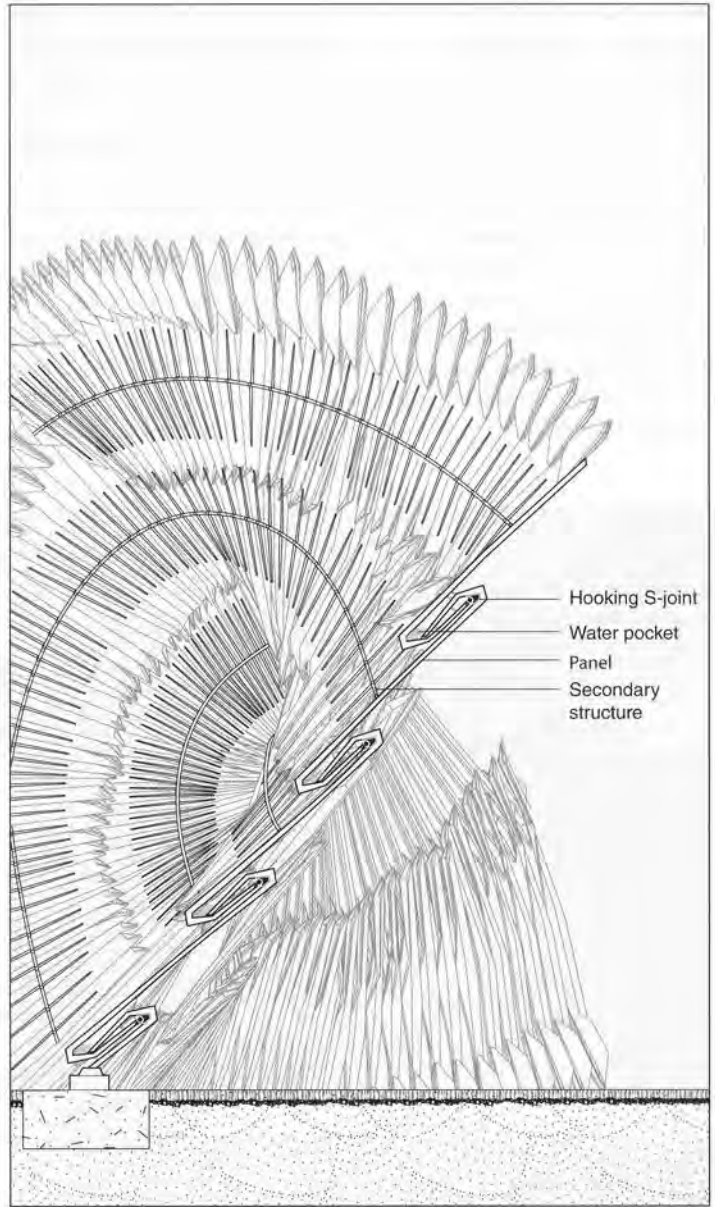 Hooking S-joint
Water pocket
Panel
Secondary
structure